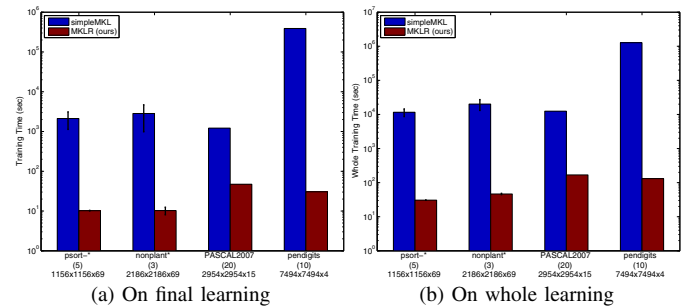 simpleMKL
MKLR (ours)
Training Time (sec)
10^6
10^5
10^4
10^3
10^2
10^1
10^0
psort-* nonplant* PASCAL2007 pendigits
(5) (3) (20) (10)
1156x1156x69 2186x2186x69 2954x2954x15 7494x7494x4
(a) On final learning
simpleMKL
MKLR (ours)
Whole Training Time (sec)
10^7
10^6
10^5
10^4
10^3
10^2
10^1
10^0
psort-* nonplant* PASCAL2007 pendigits
(5) (3) (20) (10)
1156x1156x69 2186x2186x69 2954x2954x15 7494x7494x4
(b) On whole learning